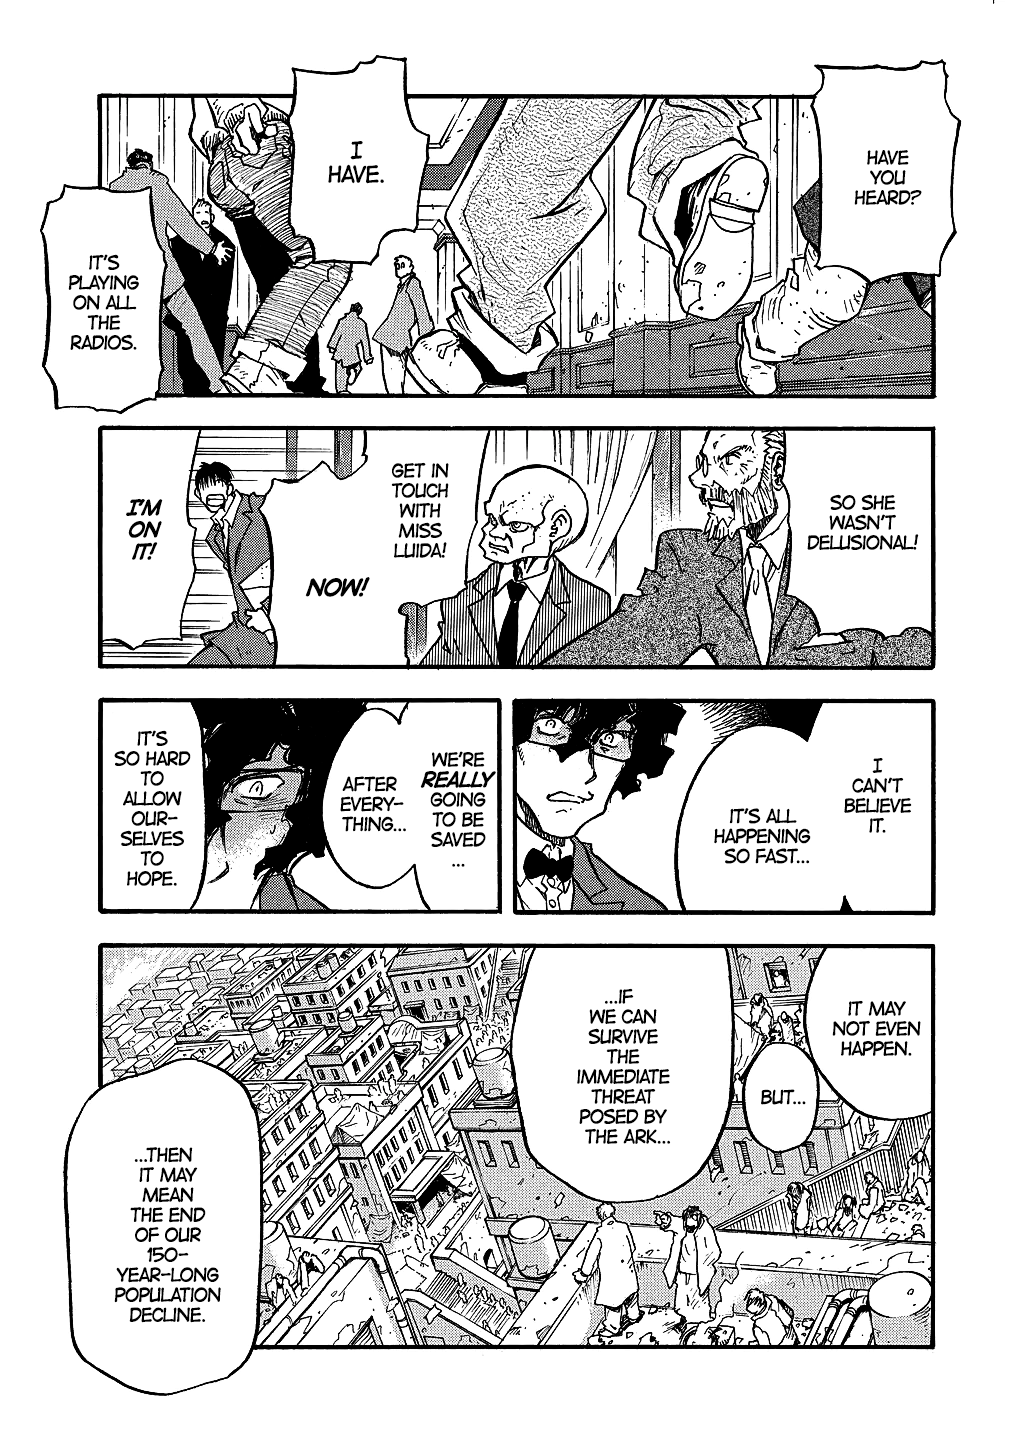 HAVE
YOU
HEARD?
I
HAVE.
IT'S
PLAYING
ON ALL
THE
RADIOS.
SO SHE
WASN'T
DELUSIONAL!
GET IN
TOUCH
WITH
MISS
LUIDA!
NOW!
I'M
ON
IT!
I
CAN'T
BELIEVE
IT.
IT'S ALL
HAPPENING
SO FAST...
WE'RE
REALLY
GOING
TO BE
SAVED
...
AFTER
EVERY-
THING...
IT'S
SO HARD
TO
ALLOW
OUR-
SELVES
TO
HOPE.
IT MAY
NOT EVEN
HAPPEN.
BUT...
...IF
WE CAN
SURVIVE
THE
IMMEDIATE
THREAT
POSED BY
THE ARK...
...THEN
IT MAY
MEAN
THE END
OF OUR
150-
YEAR-LONG
POPULATION
DECLINE.